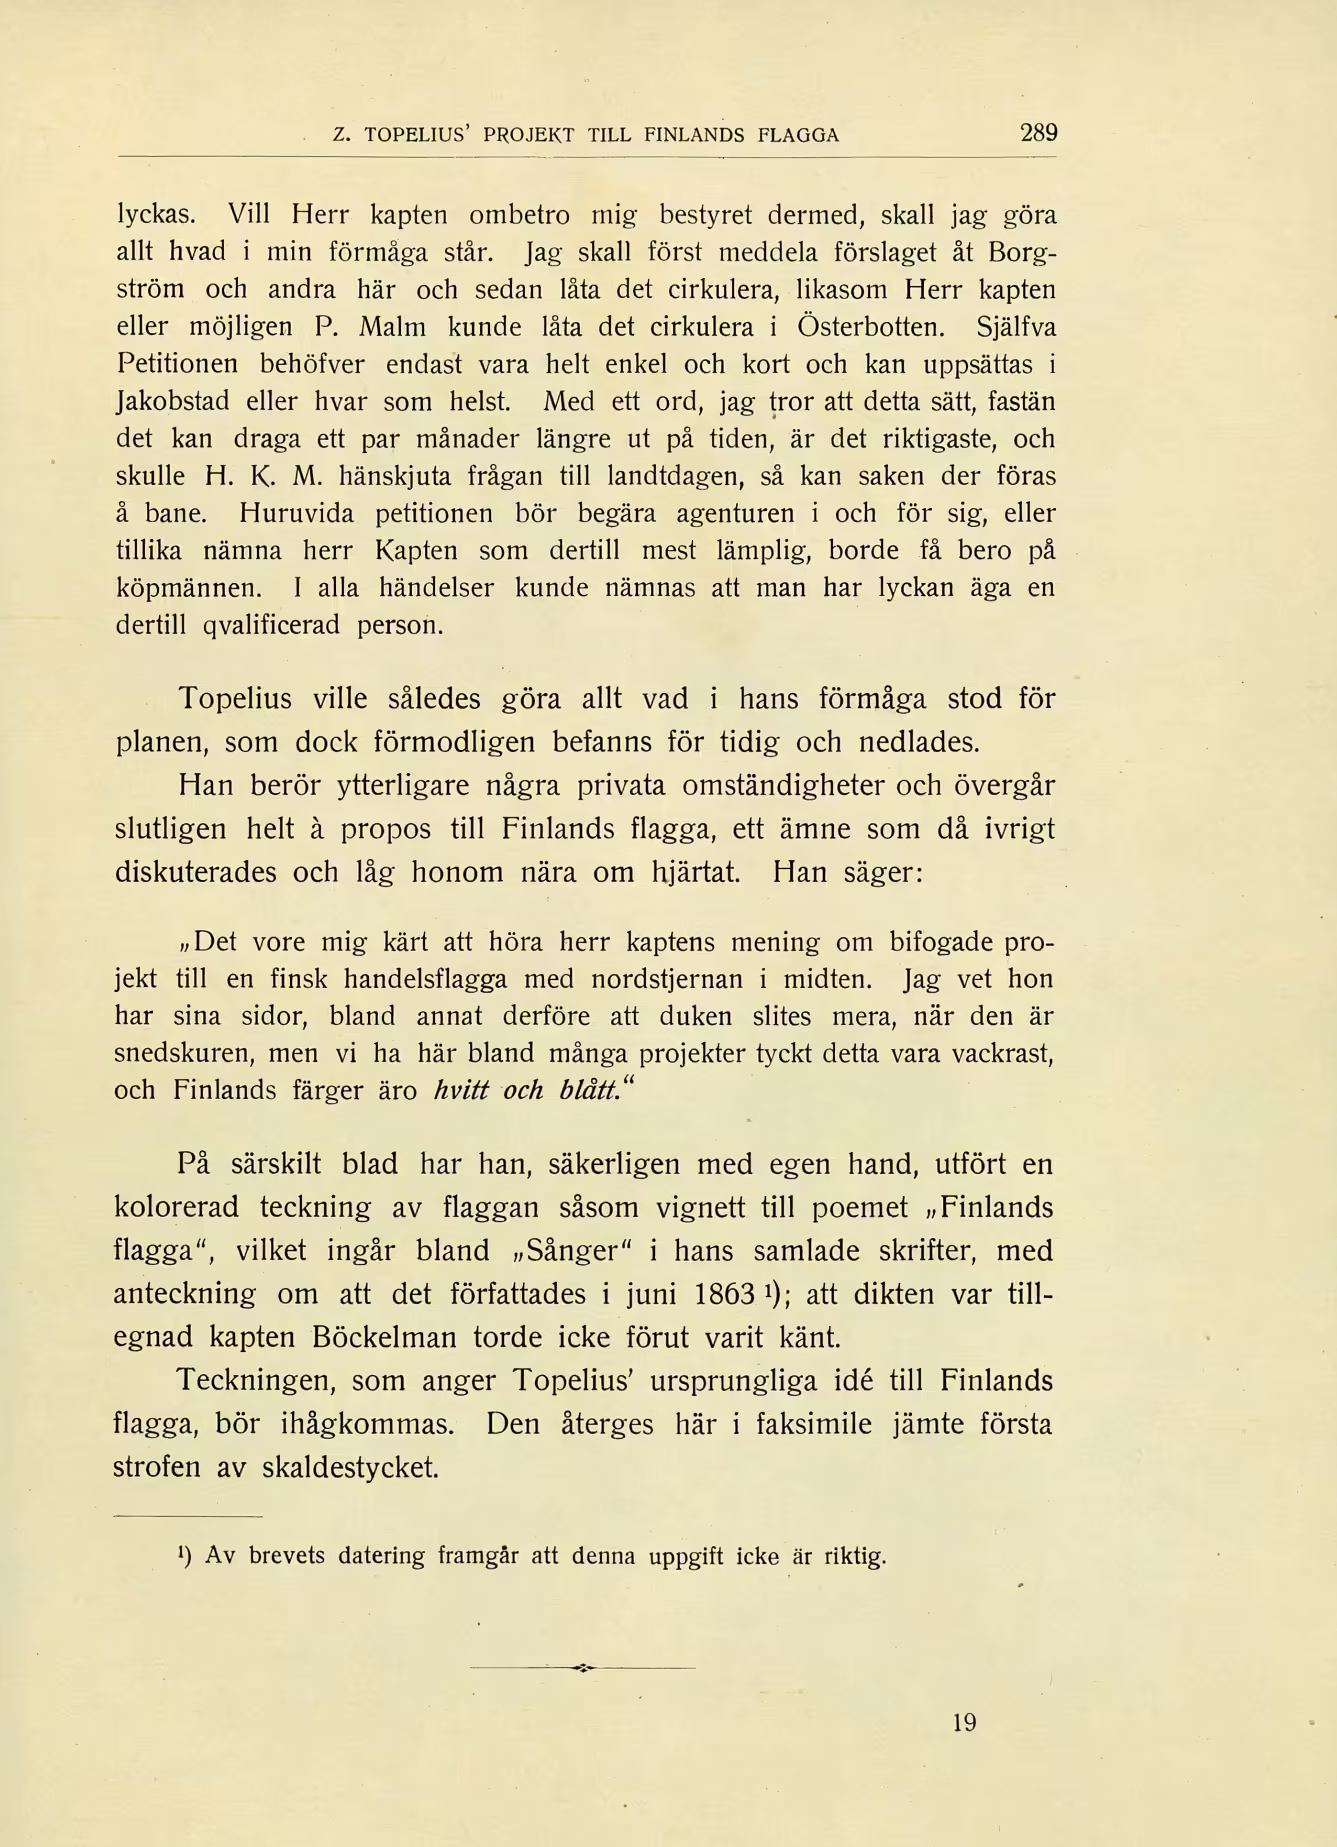 Z. TOPELIUS' PROJEKT TILL FINLANDS FLAGGA 289
lyckas. Vill Herr kapten ombetro mig bestyret dermed, skall jag göra
allt hvad i min förmåga står. Jag skall först meddela förslaget åt Borg-
ström och andra här och sedan låta det cirkulera, likasom Herr kapten
eller möjligen P. Malm kunde låta det cirkulera i Österbotten. Själfva
Petitionen behöfver endast vara helt enkel och kort och kan uppsättas i
Jakobstad eller hvar som helst. Med ett ord, jag tror att detta sätt, fastän
det kan draga ett par månader längre ut på tiden, är det riktigaste, och
skulle H. K. M. hänskjuta frågan till landtdagen, så kan saken der föras
å bane. Huruvida petitionen bör begära agenturen i och för sig, eller
tillika nämna herr Kapten som dertill mest lämplig, borde få bero på
köpmännen. I alla händelser kunde nämnas att man har lyckan äga en
dertill qvalificerad person.
Topelius ville således göra allt vad i hans förmåga stod för
planen, som dock förmodligen befanns för tidig och nedlades.
Han berör ytterligare några privata omständigheter och övergår
slutligen helt à propos till Finlands flagga, ett ämne som då ivrigt
diskuterades och låg honom nära om hjärtat. Han säger:
„Det vore mig kärt att höra herr kaptens mening om bifogade pro-
jekt till en finsk handelsflagga med nordstjernan i midten. Jag vet hon
har sina sidor, bland annat derföre att duken slites mera, när den är
snedskuren, men vi ha här bland många projekter tyckt detta vara vackrast,
och Finlands färger äro hvitt och blått.“
På särskilt blad har han, säkerligen med egen hand, utfört en
kolorerad teckning av flaggan såsom vignett till poemet „Finlands
flagga“, vilket ingår bland „Sånger“ i hans samlade skrifter, med
anteckning om att det författades i juni 1863 ¹); att dikten var till-
egnad kapten Böckelman torde icke förut varit känt.
Teckningen, som anger Topelius' ursprungliga idé till Finlands
flagga, bör ihågkommas. Den återges här i faksimile jämte första
strofen av skaldestycket.
¹) Av brevets datering framgår att denna uppgift icke är riktig.
19